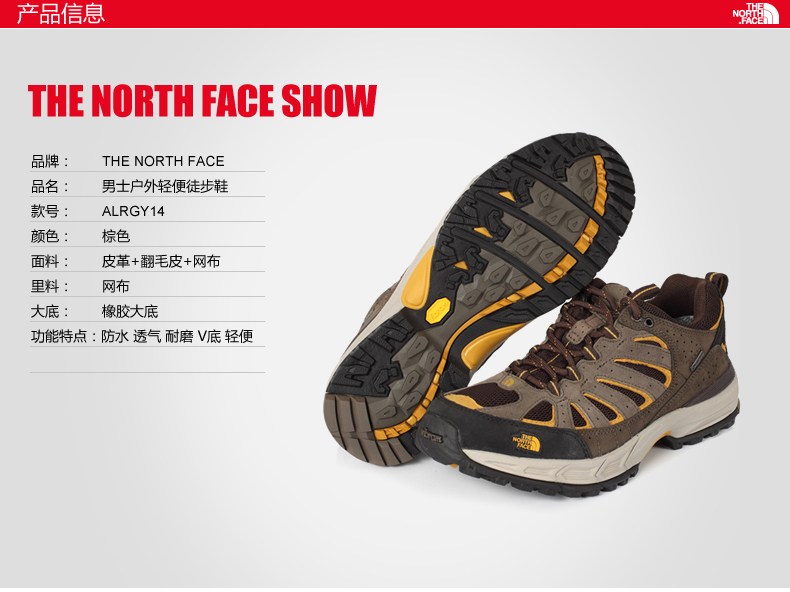 产品信息
THE
NORTH
FACE
THE NORTH FACE SHOW
品牌： THE NORTH FACE
品名： 男士户外轻便徒步鞋
款号： ALRGY14
颜色： 棕色
面料： 皮革+翻毛皮+网布
里料： 网布
大底： 橡胶大底
功能特点：防水 透气 耐磨 V底 轻便
THE
NORTH
FACE